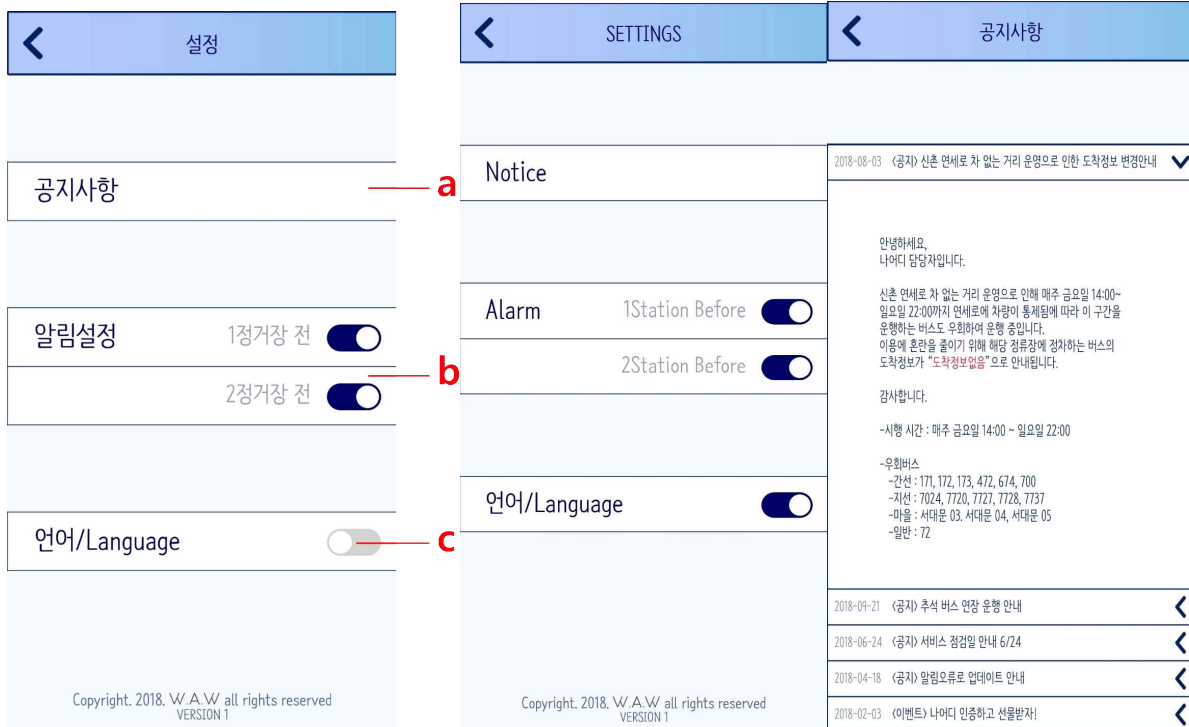 설정
공지사항
a
알림설정 1정거장 전
b
2정거장 전
언어/Language
c
Copyright. 2018. W.A.W all rights reserved
VERSION 1
SETTINGS
Notice
Alarm 1Station Before
2Station Before
언어/Language
Copyright. 2018. W.A.W all rights reserved
VERSION 1
공지사항
2018-08-03 <공지> 신촌 연세로 차 없는 거리 운영으로 인한 도착정보 변경안내
안녕하세요,
나어디 담당자입니다.
신촌 연세로 차 없는 거리 운영으로 인해 매주 금요일 14:00~
일요일 22:00까지 연세로에 차량이 통제됨에 따라 이 구간을
운행하는 버스도 우회하여 운행 중입니다.
이용에 혼란을 줄이기 위해 해당 정류장에 정차하는 버스의
도착정보가 "도착정보없음"으로 안내됩니다.
감사합니다.
-시행 시간 : 매주 금요일 14:00 ~ 일요일 22:00
-우회버스
-간선 : 171, 172, 173, 472, 674, 700
-지선 : 7024, 7720, 7727, 7728, 7737
-마을 : 서대문 03. 서대문 04, 서대문 05
-일반 : 72
2018-09-21 <공지> 추석 버스 연장 운행 안내
2018-06-24 <공지> 서비스 점검일 안내 6/24
2018-04-18 <공지> 알림오류로 업데이트 안내
2018-02-03 <이벤트> 나어디 인증하고 선물받자!